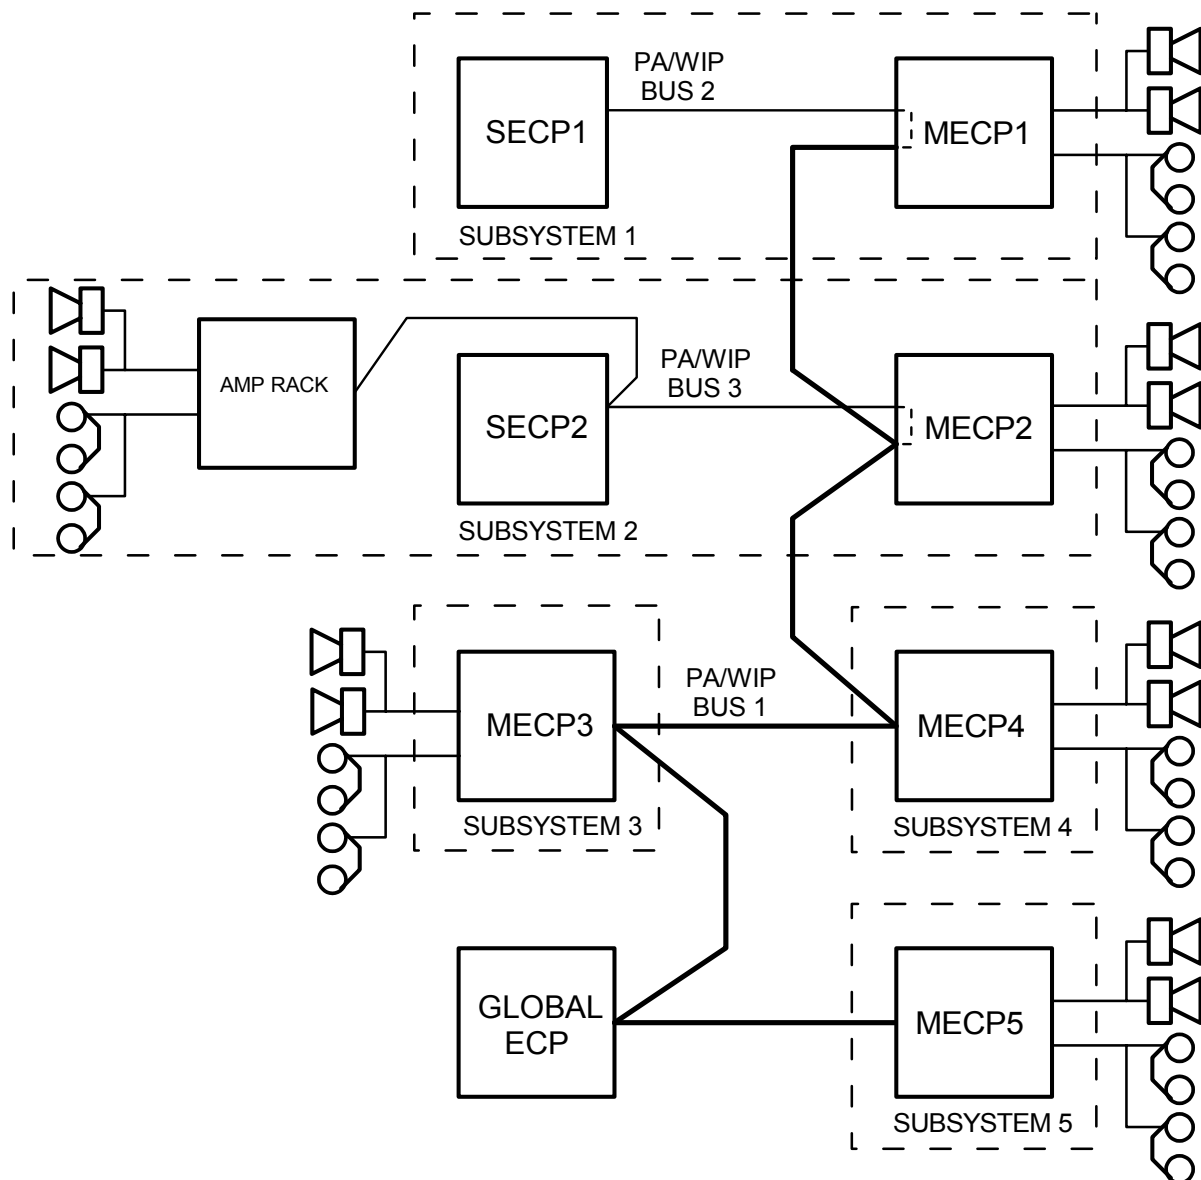 PA/WIP
BUS 2
SECP1
MECP1
SUBSYSTEM 1
AMP RACK
PA/WIP
BUS 3
SECP2
MECP2
SUBSYSTEM 2
PA/WIP
BUS 1
MECP3
MECP4
SUBSYSTEM 3
SUBSYSTEM 4
GLOBAL
ECP
MECP5
SUBSYSTEM 5